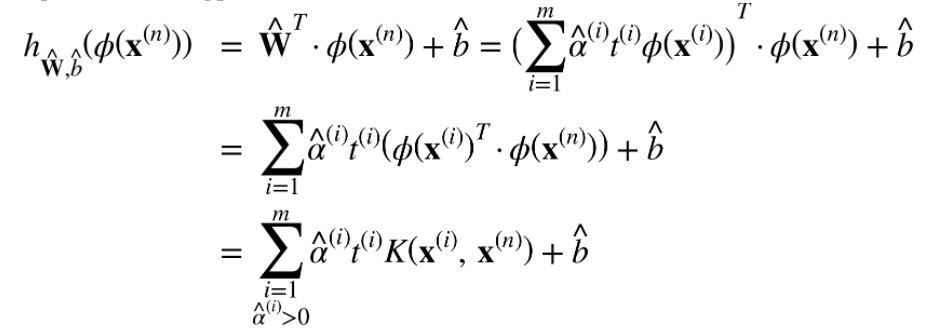 h_{\hat{\mathbf{W}},\hat{b}}(\phi(\mathbf{x}^{(n)})) = \hat{\mathbf{W}}^T \cdot \phi(\mathbf{x}^{(n)}) + \hat{b} = \left(\sum_{i=1}^{m} \hat{\alpha}^{(i)} t^{(i)} \phi(\mathbf{x}^{(i)})\right)^T \cdot \phi(\mathbf{x}^{(n)}) + \hat{b}
= \sum_{i=1}^{m} \hat{\alpha}^{(i)} t^{(i)} (\phi(\mathbf{x}^{(i)})^T \cdot \phi(\mathbf{x}^{(n)})) + \hat{b}
= \sum_{\substack{i=1 \\ \hat{\alpha}^{(i)}>0}}^{m} \hat{\alpha}^{(i)} t^{(i)} K(\mathbf{x}^{(i)}, \mathbf{x}^{(n)}) + \hat{b}